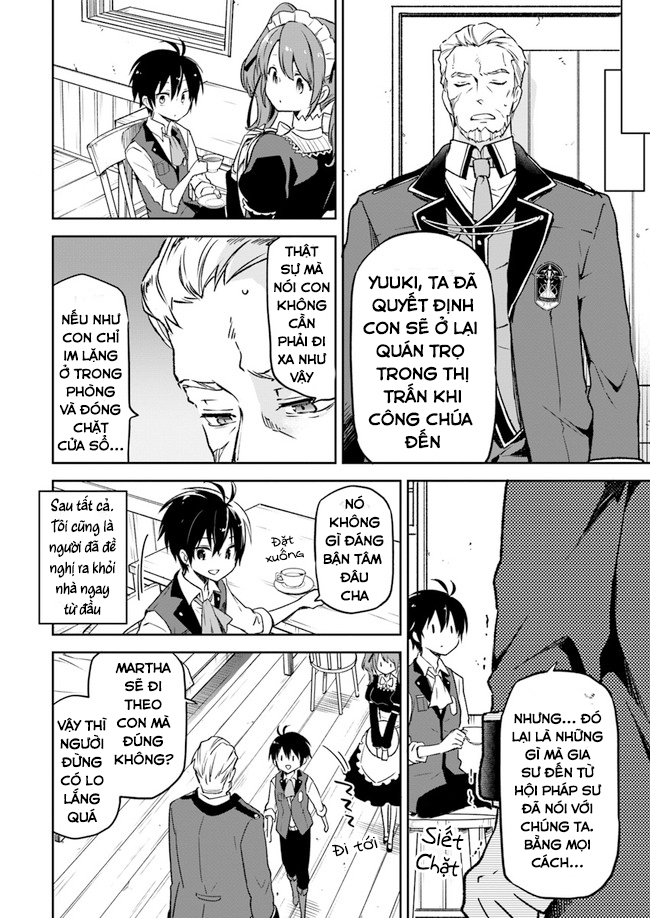 YUUKI, TA ĐÃ
QUYẾT ĐỊNH
CON SẼ Ở LẠI
QUÁN TRỌ
TRONG THỊ
TRẤN KHI
CÔNG CHÚA
ĐẾN
THẬT
SỰ MÀ
NÓI CON
KHÔNG
CẦN
PHẢI ĐI
XA NHƯ
VẬY
NẾU NHƯ
CON CHỈ
IM LẶNG
Ở TRONG
PHÒNG
VÀ ĐÓNG
CHẶT
CỬA SỔ...
NHƯNG... ĐÓ
LẠI LÀ NHỮNG
GÌ MÀ GIA
SƯ ĐẾN TỪ
HỘI PHÁP SƯ
ĐÃ NÓI VỚI
CHÚNG TA.
BẰNG MỌI
CÁCH...
Siết
Chặt
NÓ
KHÔNG
GÌ ĐÁNG
BẬN TÂM
ĐÂU
CHA
Đặt
xuống
Sau tất cả.
Tôi cũng là
người đã đề
nghị ra khỏi
nhà ngay
từ đầu
MARTHA
SẼ ĐI
THEO
CON MÀ
ĐÚNG
KHÔNG?
VẬY THÌ
NGƯỜI
ĐỪNG CÓ
LO LẮNG
QUÁ
Đi tới